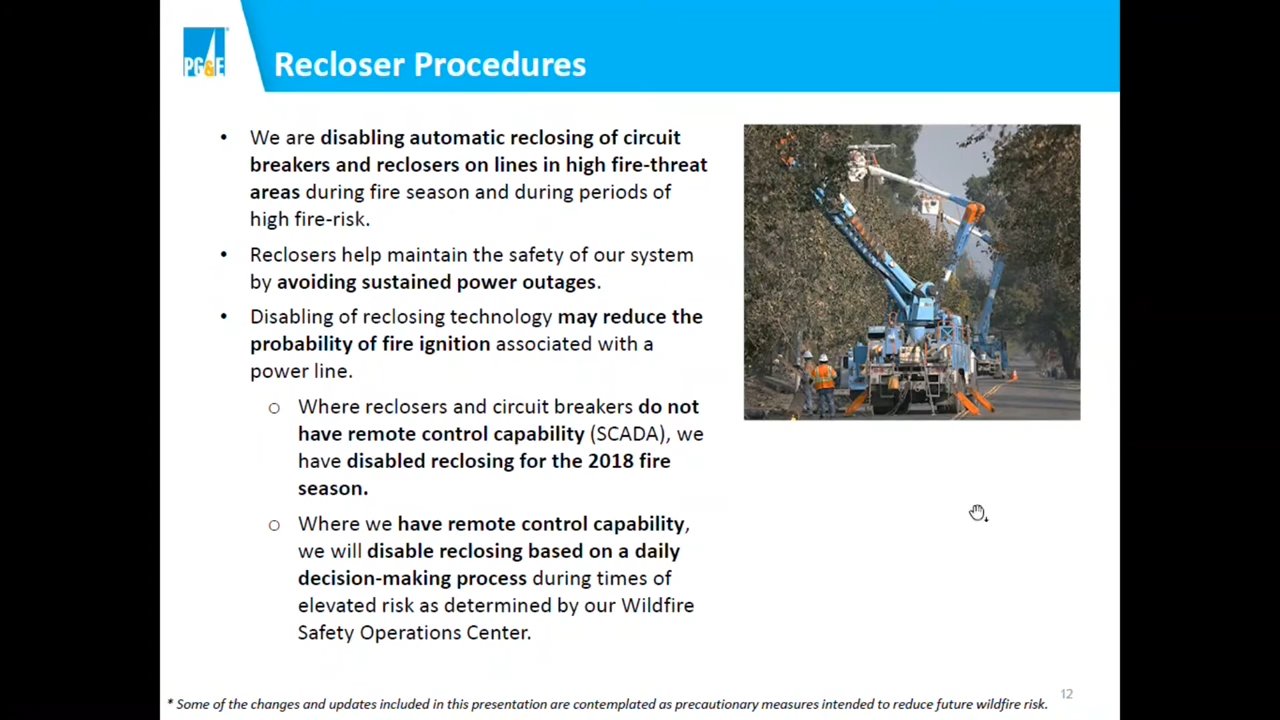 PG&E
Recloser Procedures
• We are disabling automatic reclosing of circuit
breakers and reclosers on lines in high fire-threat
areas during fire season and during periods of
high fire-risk.
• Reclosers help maintain the safety of our system
by avoiding sustained power outages.
• Disabling of reclosing technology may reduce the
probability of fire ignition associated with a
power line.
o Where reclosers and circuit breakers do not
have remote control capability (SCADA), we
have disabled reclosing for the 2018 fire
season.
o Where we have remote control capability,
we will disable reclosing based on a daily
decision-making process during times of
elevated risk as determined by our Wildfire
Safety Operations Center.
12
* Some of the changes and updates included in this presentation are contemplated as precautionary measures intended to reduce future wildfire risk.